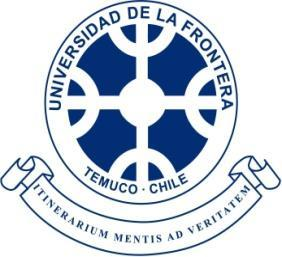 UNIVERSIDAD DE LA FRONTERA
TEMUCO · CHILE
ITINERARIUM MENTIS AD VERITATEM